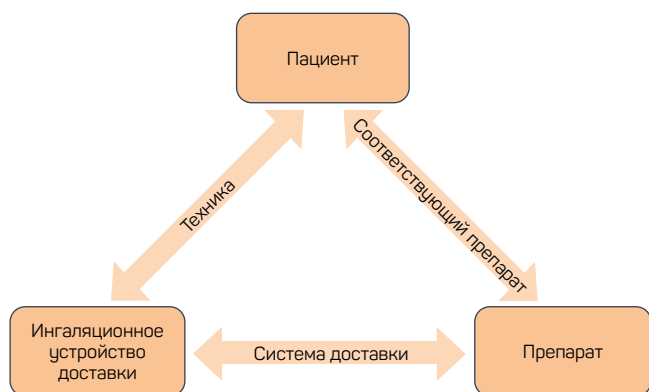 Пациент
Техника
Соответствующий препарат
Ингаляционное
устройство
доставки
Система доставки
Препарат